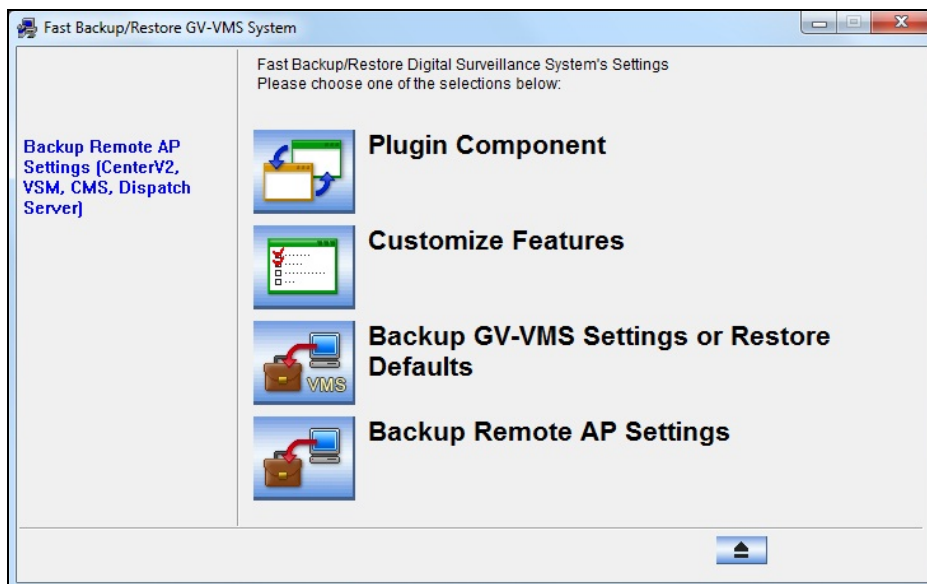 Fast Backup/Restore GV-VMS System
Fast Backup/Restore Digital Surveillance System's Settings
Please choose one of the selections below:
Backup Remote AP
Settings (CenterV2,
VSM, CMS, Dispatch
Server)
Plugin Component
Customize Features
Backup GV-VMS Settings or Restore
Defaults
VMS
Backup Remote AP Settings